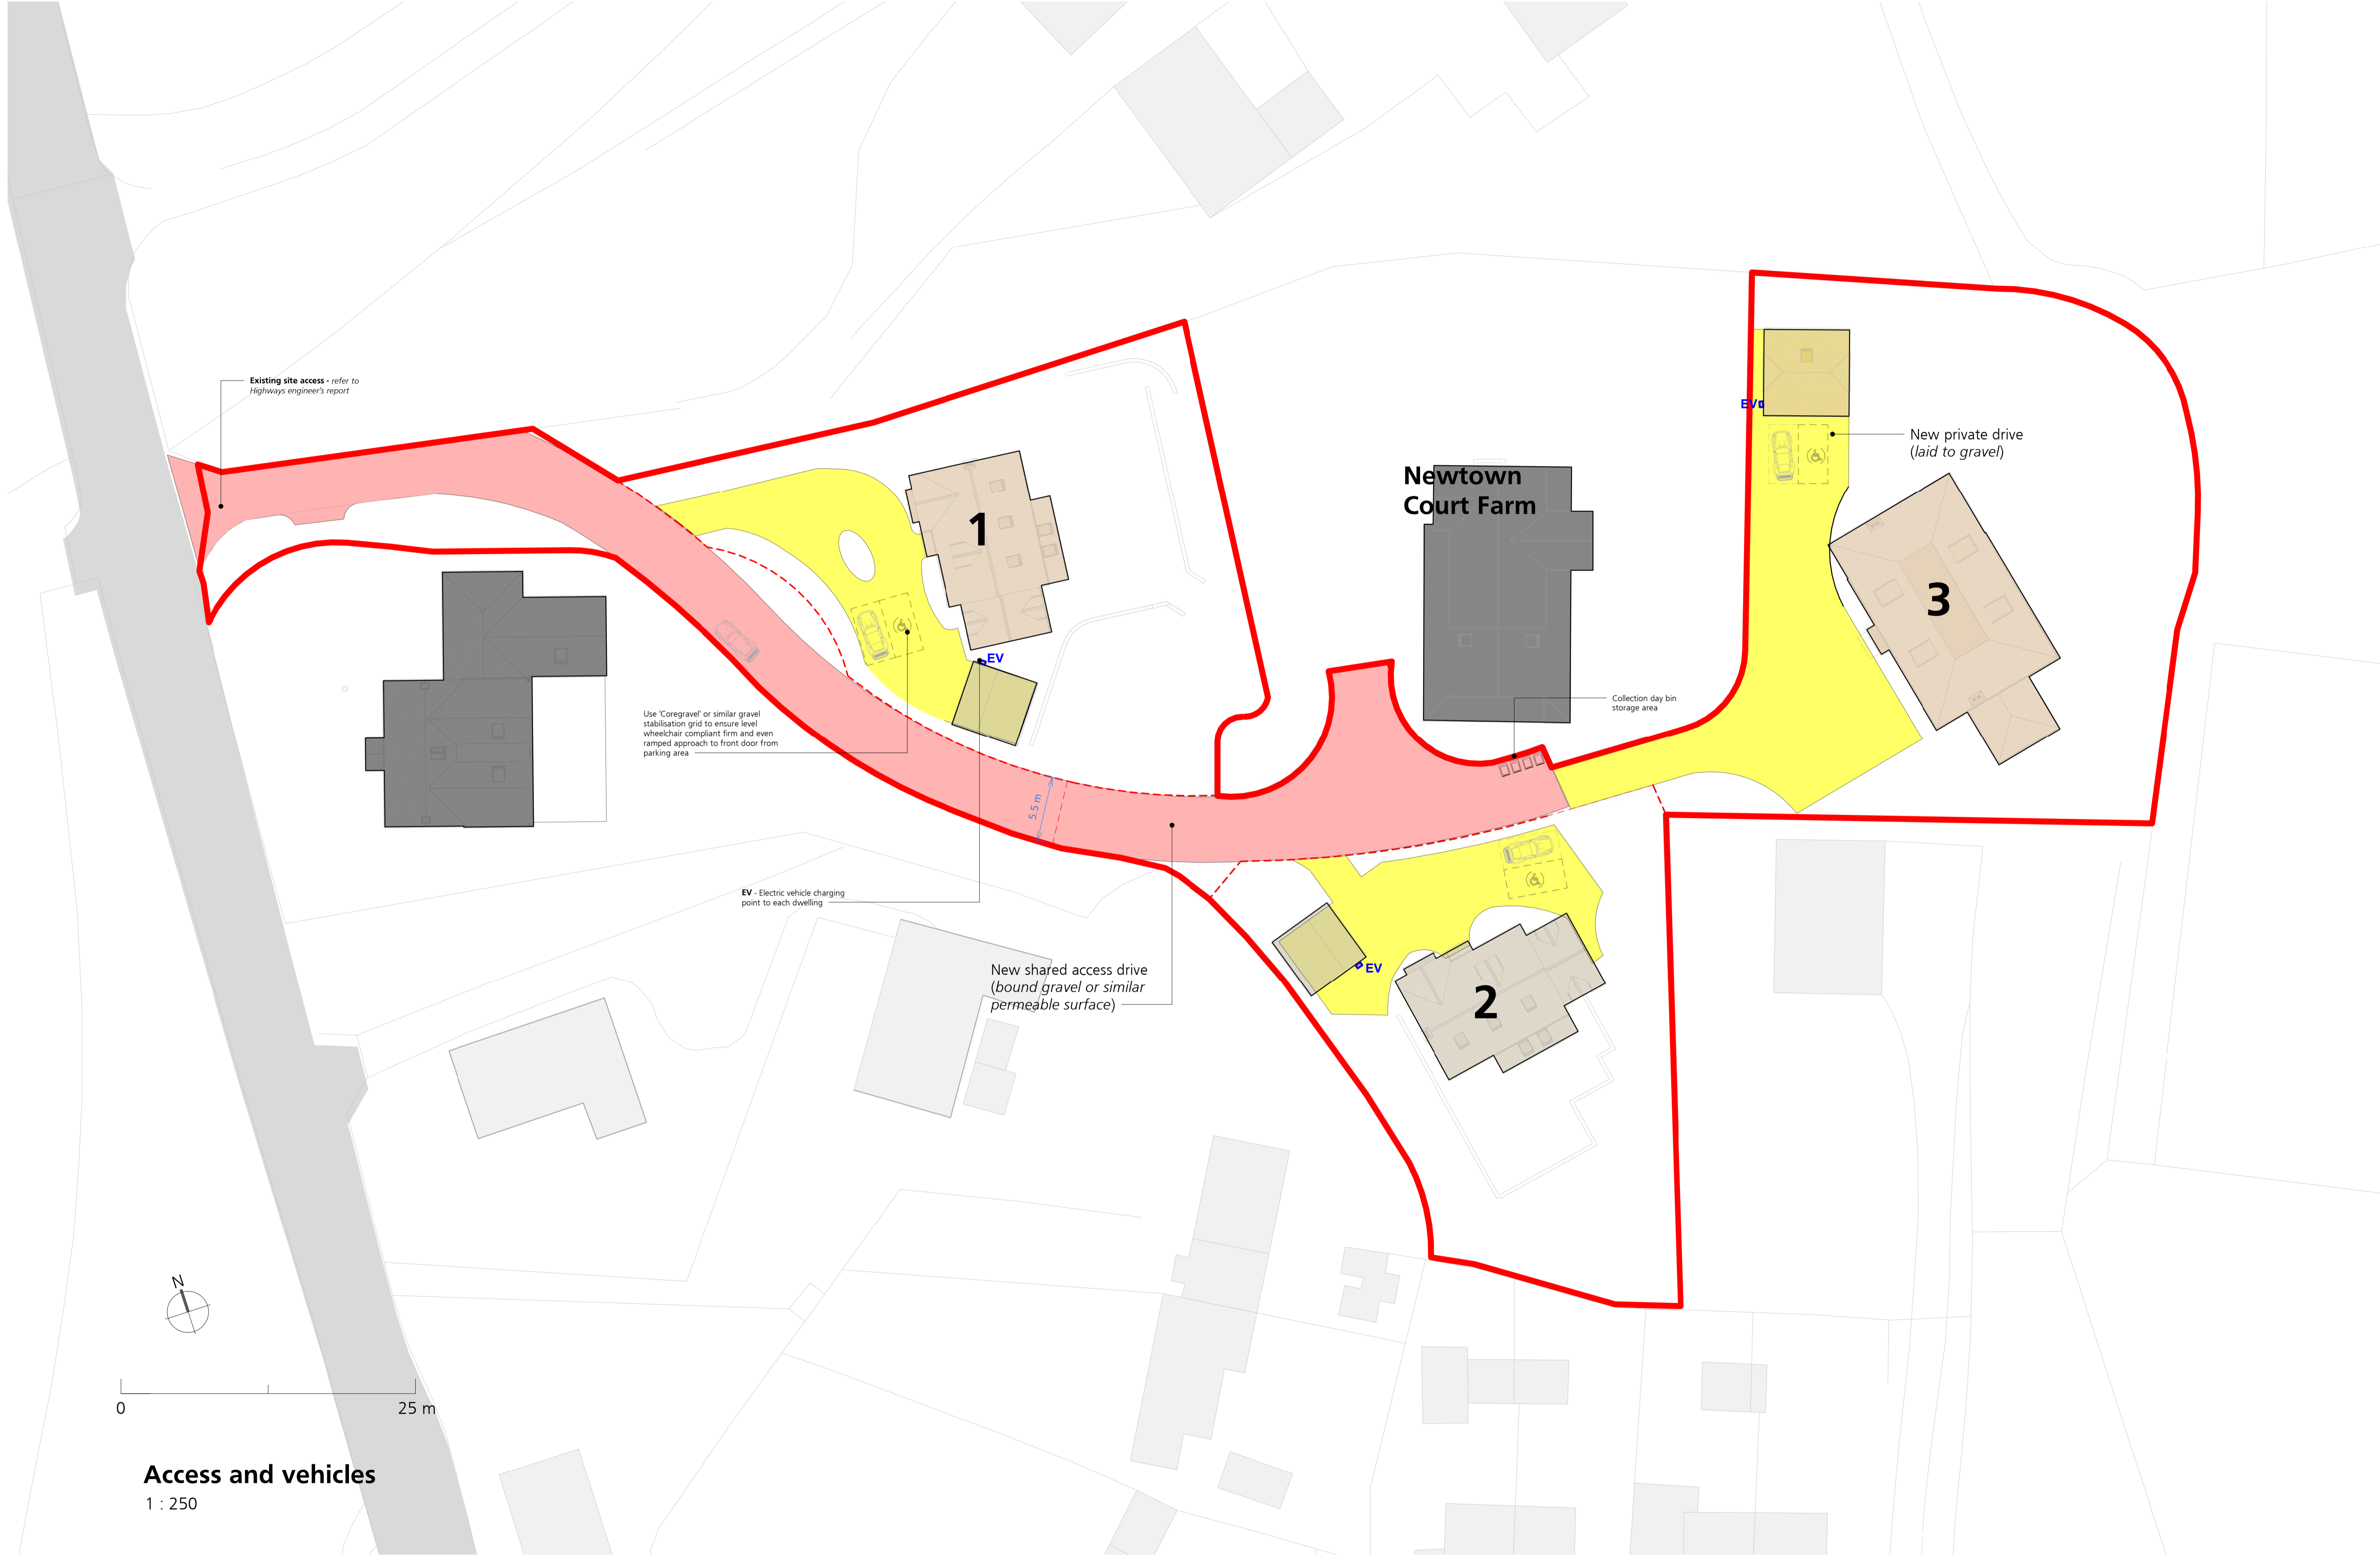 Existing site access - refer to
Highways engineer's report
EV
New private drive
(laid to gravel)
Newtown
Court Farm
1
3
EV
Collection day bin
storage area
Use 'Coregravel' or similar gravel
stabilisation grid to ensure level
wheelchair compliant firm and even
ramped approach to front door from
parking area
5.5 m
EV - Electric vehicle charging
point to each dwelling
New shared access drive
(bound gravel or similar
permeable surface)
EV
2
N
0
25 m
Access and vehicles
1 : 250